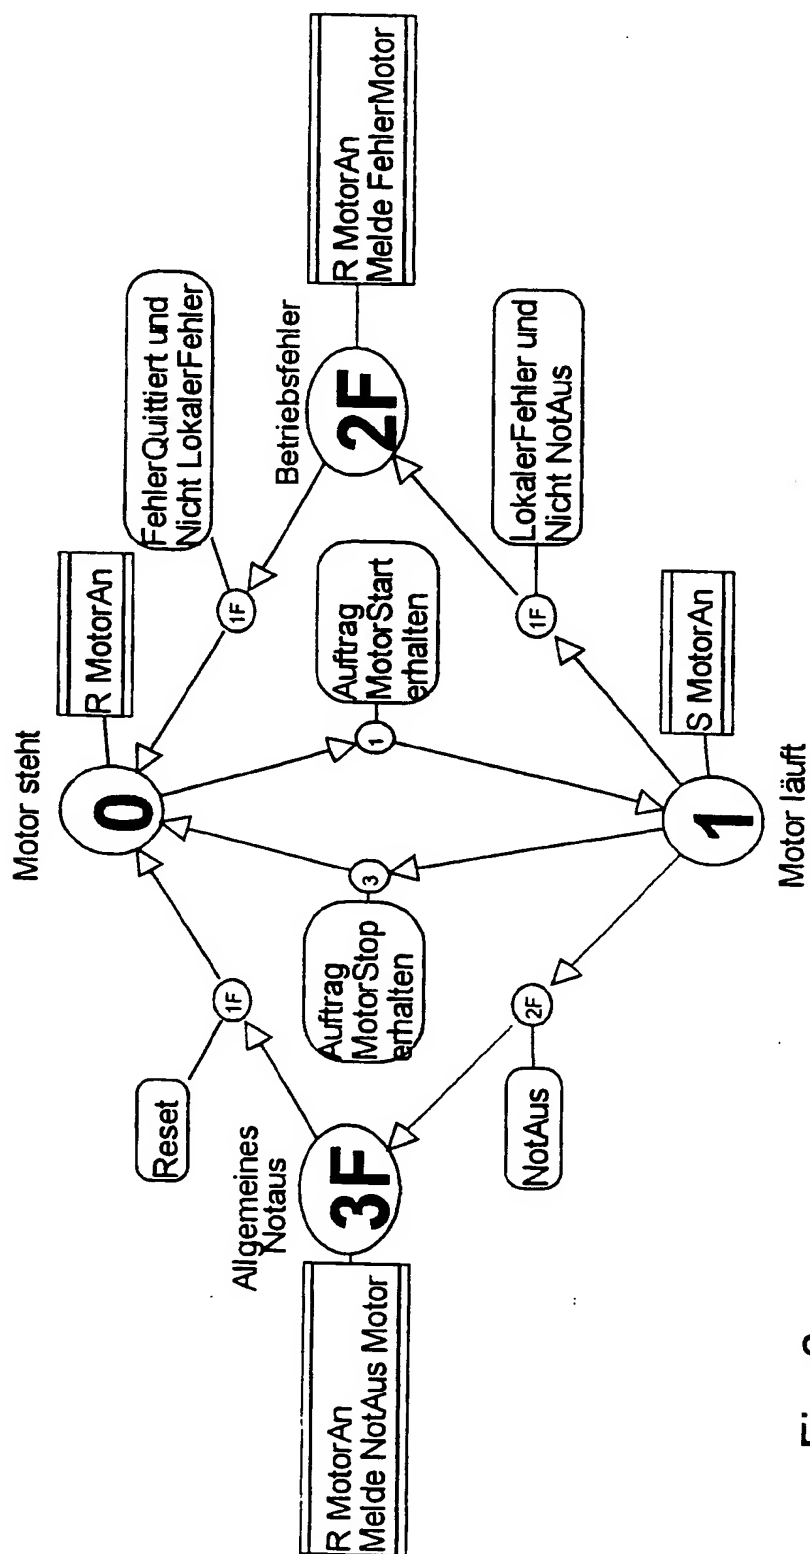 Motor steht
0
R MotorAn
Reset
FehlerQuittiert und
Nicht LokalerFehler
1F
1F
Allgemeines
Notaus
Betriebsfehler
R MotorAn
Melde NotAus Motor
3F
Auftrag
MotorStop
erhalten
3
1
Auftrag
MotorStart
erhalten
2F
R MotorAn
Melde FehlerMotor
NotAus
2F
1F
LokalerFehler und
Nicht NotAus
1
S MotorAn
Motor läuft